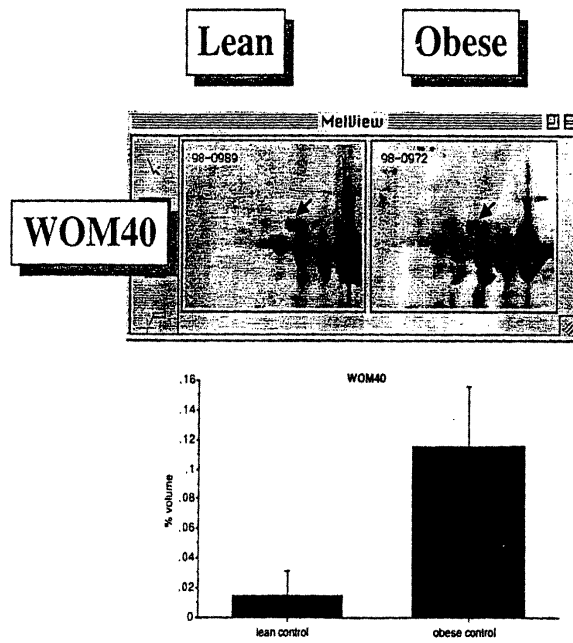 Lean
Obese
MelView
98-0989
98-0972
WOM40
WOM40
.16
.14
.12
.1
.08
.06
.04
.02
0
% volume
lean control
obese control